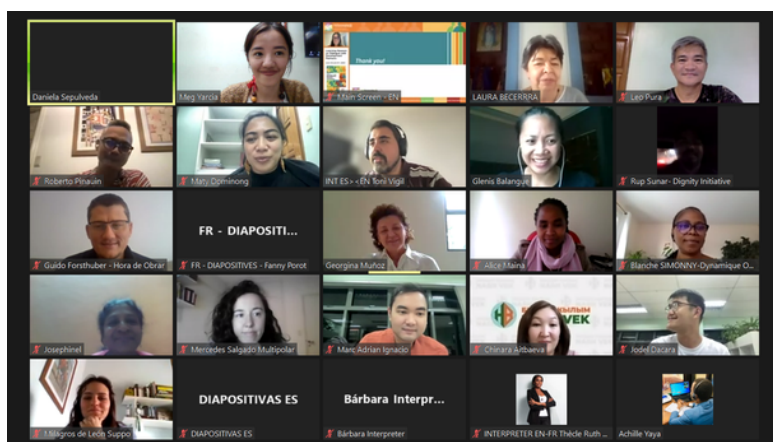 Daniela Sepulveda
Meg Yarcia
Thank you!
Main Screen - EN
LAURA BECERRRA
Leo Pura
Roberto Pinauin
Maty Dominong
INT ES><EN Toni Vigil
Glenis Balangue
Rup Sunar- Dignity Initiative
Guido Forsthuber - Hora de Obrar
FR - DIAPOSITI...
FR - DIAPOSITIVES - Fanny Porot
Georgina Muñoz
Alice Maina
Blanche SIMONNY-Dynamique O...
Josephinel
Mercedes Salgado Multipolar
Marc Adrian Ignacio
Chinara Aitbaeva
Jodel Dacara
Milagros de León Suppo
DIAPOSITIVAS ES
DIAPOSITIVAS ES
Bárbara Interpr...
Bárbara Interpreter
INTERPRETER EN-FR Thècle Ruth ...
Achille Yaya